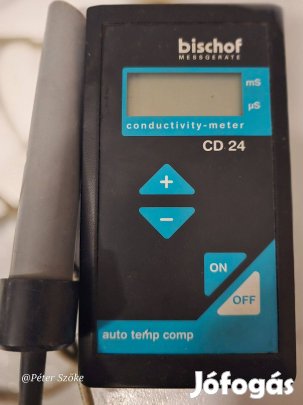 bischof
MESSGERÄTE
mS
µS
conductivity-meter
CD 24
+
−
ON
OFF
auto temp comp
@Péter Szőke
Jófogás